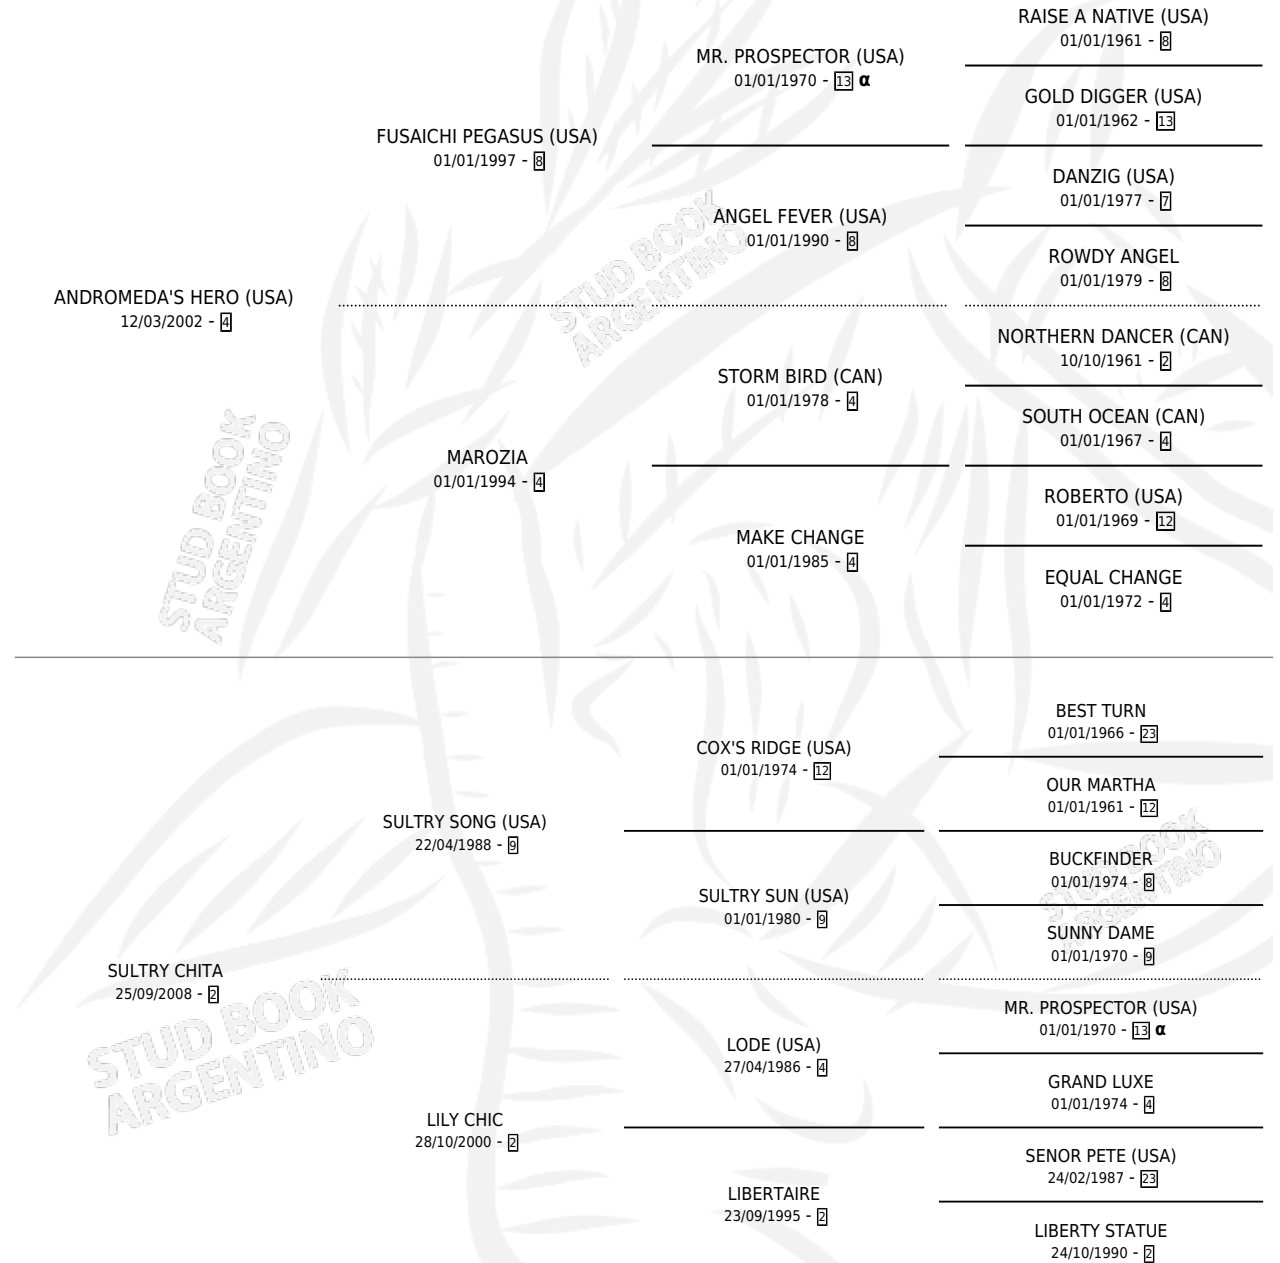 RAISE A NATIVE (USA)
01/01/1961 - 8
MR. PROSPECTOR (USA)
01/01/1970 - 13 α
GOLD DIGGER (USA)
01/01/1962 - 13
FUSAICHI PEGASUS (USA)
01/01/1997 - 8
DANZIG (USA)
01/01/1977 - 7
ANGEL FEVER (USA)
01/01/1990 - 8
ROWDY ANGEL
01/01/1979 - 8
STUD BOOK
ARGENTINO
ANDROMEDA'S HERO (USA)
12/03/2002 - 4
NORTHERN DANCER (CAN)
10/10/1961 - 2
STORM BIRD (CAN)
01/01/1978 - 4
SOUTH OCEAN (CAN)
01/01/1967 - 4
MAROZIA
01/01/1994 - 4
ROBERTO (USA)
01/01/1969 - 12
MAKE CHANGE
01/01/1985 - 4
EQUAL CHANGE
01/01/1972 - 4
STUD BOOK
ARGENTINO
BEST TURN
01/01/1966 - 23
COX'S RIDGE (USA)
01/01/1974 - 12
OUR MARTHA
01/01/1961 - 12
SULTRY SONG (USA)
22/04/1988 - 9
BUCKFINDER
01/01/1974 - 8
SULTRY SUN (USA)
01/01/1980 - 9
SUNNY DAME
01/01/1970 - 9
STUD BOOK
ARGENTINO
SULTRY CHITA
25/09/2008 - 2
MR. PROSPECTOR (USA)
01/01/1970 - 13 α
LODE (USA)
27/04/1986 - 4
GRAND LUXE
01/01/1974 - 4
STUD BOOK
ARGENTINO
LILY CHIC
28/10/2000 - 2
SENOR PETE (USA)
24/02/1987 - 23
LIBERTAIRE
23/09/1995 - 2
LIBERTY STATUE
24/10/1990 - 2